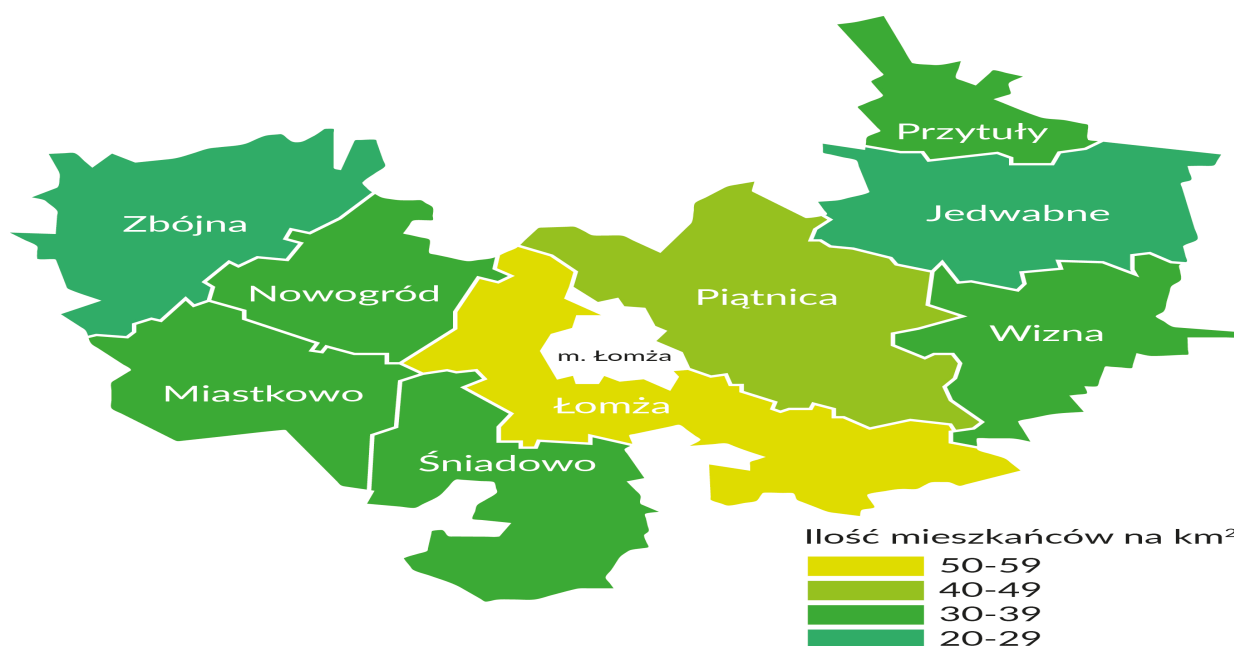 Przytuły
Jedwabne
Zbójna
Nowogród
Piątnica
Wizna
m. Łomża
Miastkowo
Łomża
Śniadowo
Ilość mieszkańców na km²
50-59
40-49
30-39
20-29